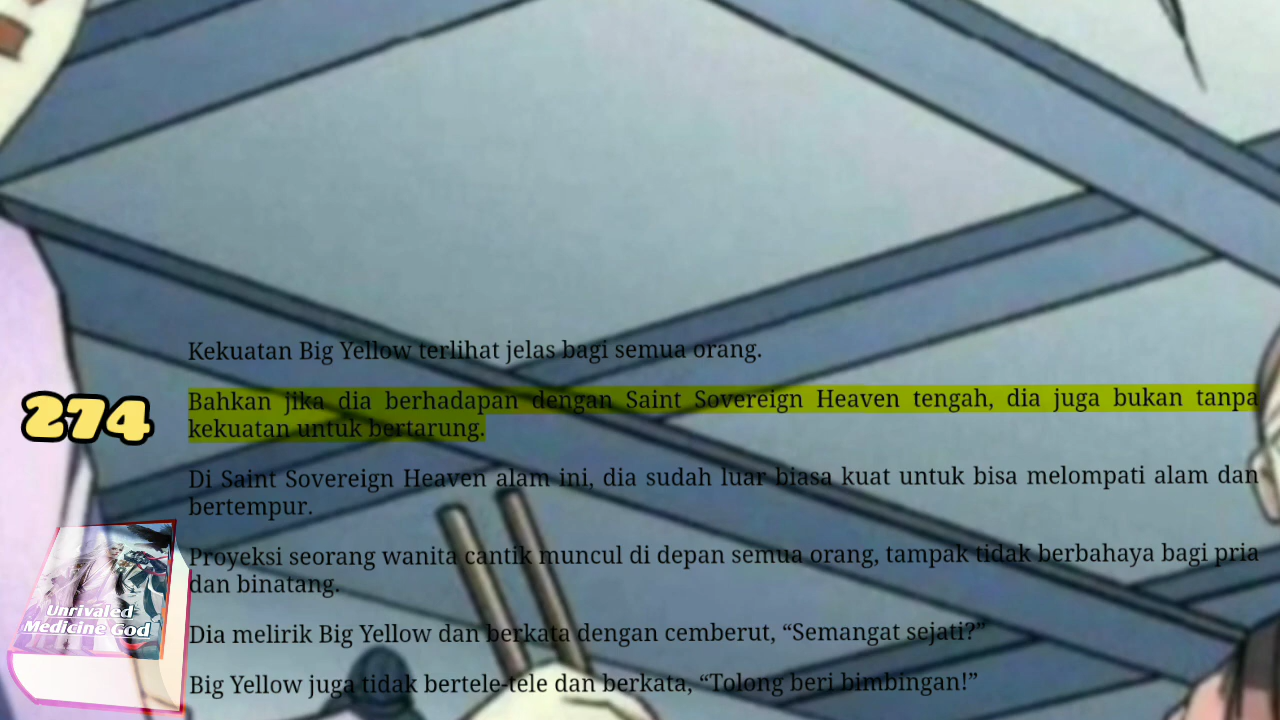 Kekuatan Big Yellow terlihat jelas bagi semua orang.
274
Bahkan jika dia berhadapan dengan Saint Sovereign Heaven tengah, dia juga bukan tanpa
kekuatan untuk bertarung.
Di Saint Sovereign Heaven alam ini, dia sudah luar biasa kuat untuk bisa melompati alam dan
bertempur.
Proyeksi seorang wanita cantik muncul di depan semua orang, tampak tidak berbahaya bagi pria
dan binatang.
Unrivaled
Medicine God
Dia melirik Big Yellow dan berkata dengan cemberut, “Semangat sejati?”
Big Yellow juga tidak bertele-tele dan berkata, “Tolong beri bimbingan!”